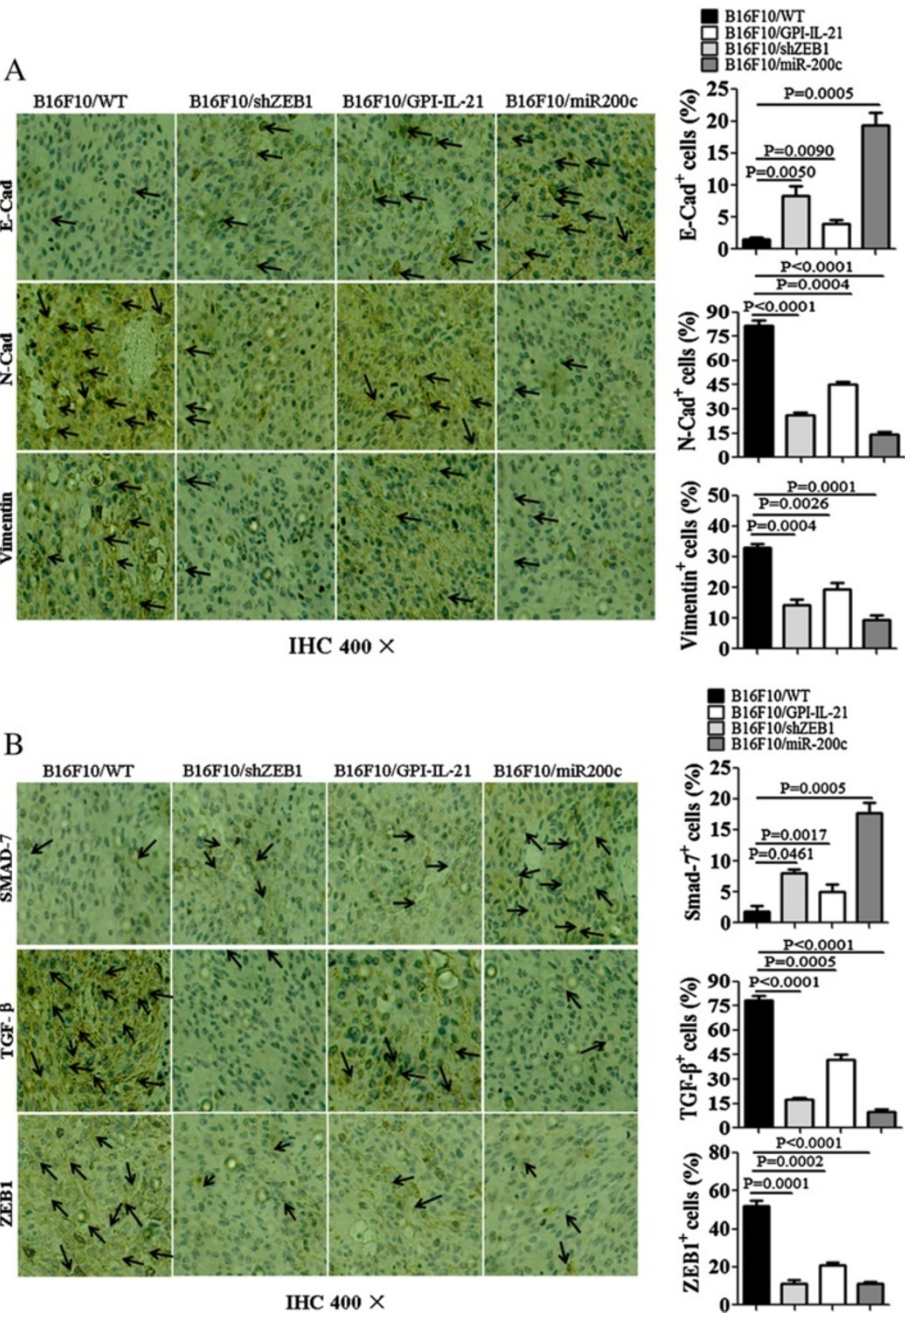 A
B16F10/WT
B16F10/GPI-IL-21
B16F10/shZEB1
B16F10/miR-200c
B16F10/WT B16F10/shZEB1 B16F10/GPI-IL-21 B16F10/miR200c
E-Cad
N-Cad
Vimentin
IHC 400 ×
E-Cad+ cells (%)
25
20
15
10
5
0
P=0.0005
P=0.0090
P=0.0050
N-Cad+ cells (%)
90
75
60
45
30
15
0
P<0.0001
P=0.0004
P<0.0001
Vimentin+ cells (%)
50
40
30
20
10
0
P=0.0001
P=0.0026
P=0.0004
B
B16F10/WT
B16F10/GPI-IL-21
B16F10/shZEB1
B16F10/miR-200c
B16F10/WT B16F10/shZEB1 B16F10/GPI-IL-21 B16F10/miR200c
SMAD-7
TGF- β
ZEB1
IHC 400 ×
Smad-7+ cells (%)
25
20
15
10
5
0
P=0.0005
P=0.0017
P=0.0461
TGF-β+ cells (%)
90
75
60
45
30
15
0
P<0.0001
P=0.0005
P<0.0001
ZEB1+ cells (%)
80
60
40
20
0
P<0.0001
P=0.0002
P=0.0001